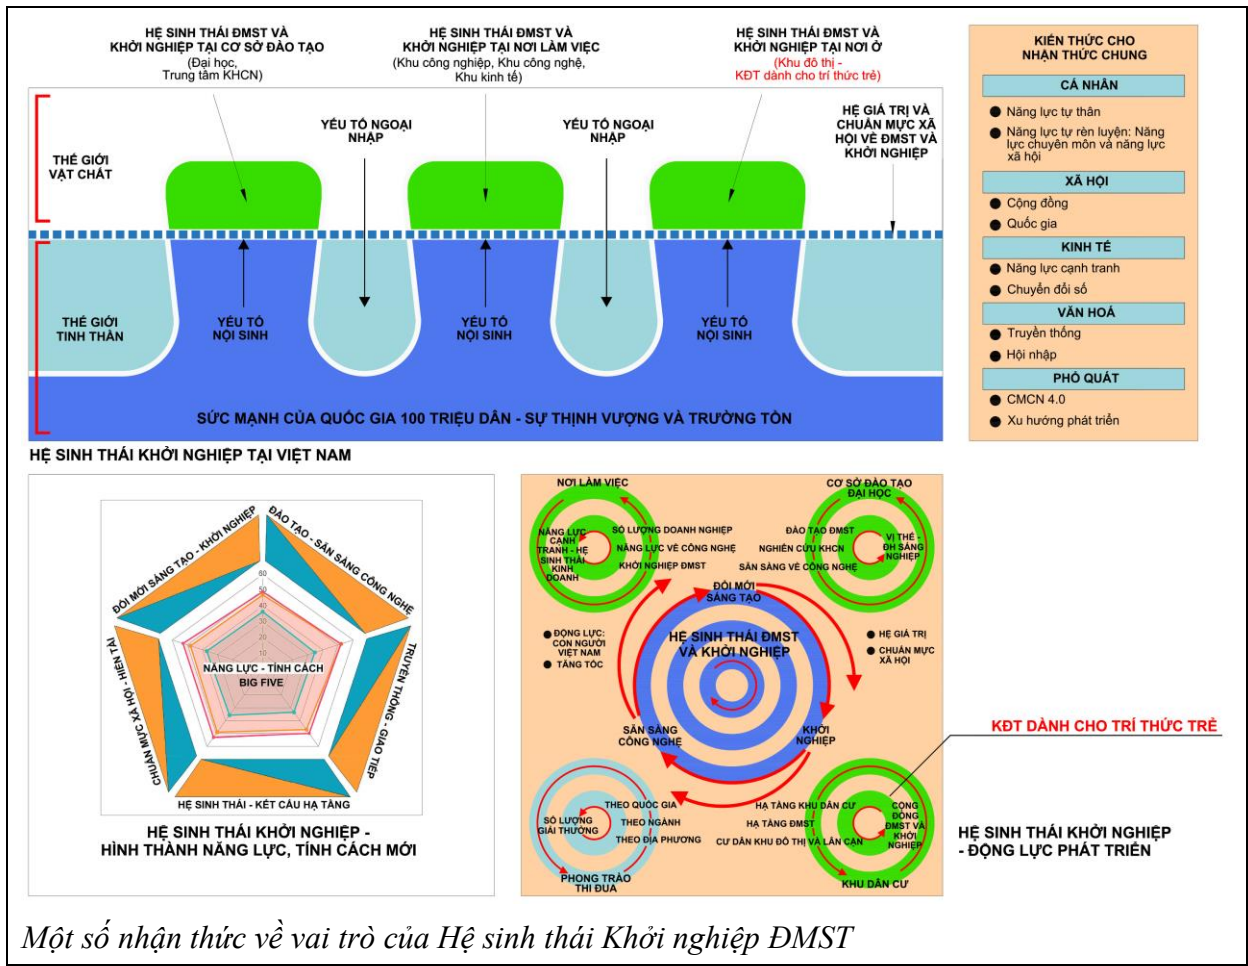 HỆ SINH THÁI ĐMST VÀ
KHỞI NGHIỆP TẠI CƠ SỞ ĐÀO TẠO
(Đại học,
Trung tâm KHCN)
HỆ SINH THÁI ĐMST VÀ
KHỞI NGHIỆP TẠI NƠI LÀM VIỆC
(Khu công nghiệp, Khu công nghệ,
Khu kinh tế)
HỆ SINH THÁI ĐMST VÀ
KHỞI NGHIỆP TẠI NƠI Ở
(Khu đô thị -
KĐT dành cho trí thức trẻ)
THẾ GIỚI
VẬT CHẤT
YẾU TỐ NGOẠI
NHẬP
YẾU TỐ NGOẠI
NHẬP
HỆ GIÁ TRỊ VÀ
CHUẨN MỰC XÃ
HỘI VỀ ĐMST VÀ
KHỞI NGHIỆP
THẾ GIỚI
TINH THẦN
YẾU TỐ
NỘI SINH
YẾU TỐ
NỘI SINH
YẾU TỐ
NỘI SINH
SỨC MẠNH CỦA QUỐC GIA 100 TRIỆU DÂN - SỰ THỊNH VƯỢNG VÀ TRƯỜNG TỒN
HỆ SINH THÁI KHỞI NGHIỆP TẠI VIỆT NAM
KIẾN THỨC CHO
NHẬN THỨC CHUNG
CÁ NHÂN
● Năng lực tự thân
● Năng lực tự rèn luyện: Năng
lực chuyên môn và năng lực
xã hội
XÃ HỘI
● Cộng đồng
● Quốc gia
KINH TẾ
● Năng lực cạnh tranh
● Chuyển đổi số
VĂN HOÁ
● Truyền thống
● Hội nhập
PHỔ QUÁT
● CMCN 4.0
● Xu hướng phát triển
ĐỔI MỚI SÁNG TẠO - KHỞI NGHIỆP
ĐÀO TẠO - SẴN SÀNG CÔNG NGHỆ
TRUYỀN THÔNG - GIAO TIẾP
HỆ SINH THÁI - KẾT CẤU HẠ TẦNG
CHUẨN MỰC XÃ HỘI - HIỆN TẠI
60
50
40
30
20
10
NĂNG LỰC - TÍNH CÁCH
BIG FIVE
HỆ SINH THÁI KHỞI NGHIỆP -
HÌNH THÀNH NĂNG LỰC, TÍNH CÁCH MỚI
NƠI LÀM VIỆC
NĂNG LỰC
CẠNH
TRANH - HỆ
SINH THÁI
KINH
DOANH
SỐ LƯỢNG DOANH NGHIỆP
NĂNG LỰC VỀ CÔNG NGHỆ
KHỞI NGHIỆP ĐMST
CƠ SỞ ĐÀO TẠO
ĐẠI HỌC
ĐÀO TẠO ĐMST
NGHIÊN CỨU KHCN
SẴN SÀNG VỀ CÔNG NGHỆ
VỊ THẾ -
ĐH SÁNG
NGHIỆP
ĐỔI MỚI
SÁNG TẠO
HỆ SINH THÁI ĐMST
VÀ KHỞI NGHIỆP
● ĐỘNG LỰC:
CON NGƯỜI
VIỆT NAM
● TĂNG TỐC
● HỆ GIÁ TRỊ
● CHUẨN MỰC
XÃ HỘI
SẴN SÀNG
CÔNG NGHỆ
KHỞI
NGHIỆP
SỐ LƯỢNG
GIẢI THƯỞNG
THEO QUỐC GIA
THEO NGÀNH
THEO ĐỊA PHƯƠNG
PHONG TRÀO
THI ĐUA
HẠ TẦNG KHU DÂN CƯ
HẠ TẦNG ĐMST
CƯ DÂN KHU ĐÔ THỊ VÀ LÂN CẬN
CỘNG
ĐỒNG
ĐMST VÀ
KHỞI
NGHIỆP
KHU DÂN CƯ
KĐT DÀNH CHO TRÍ THỨC TRẺ
HỆ SINH THÁI KHỞI NGHIỆP
- ĐỘNG LỰC PHÁT TRIỂN
Một số nhận thức về vai trò của Hệ sinh thái Khởi nghiệp ĐMST